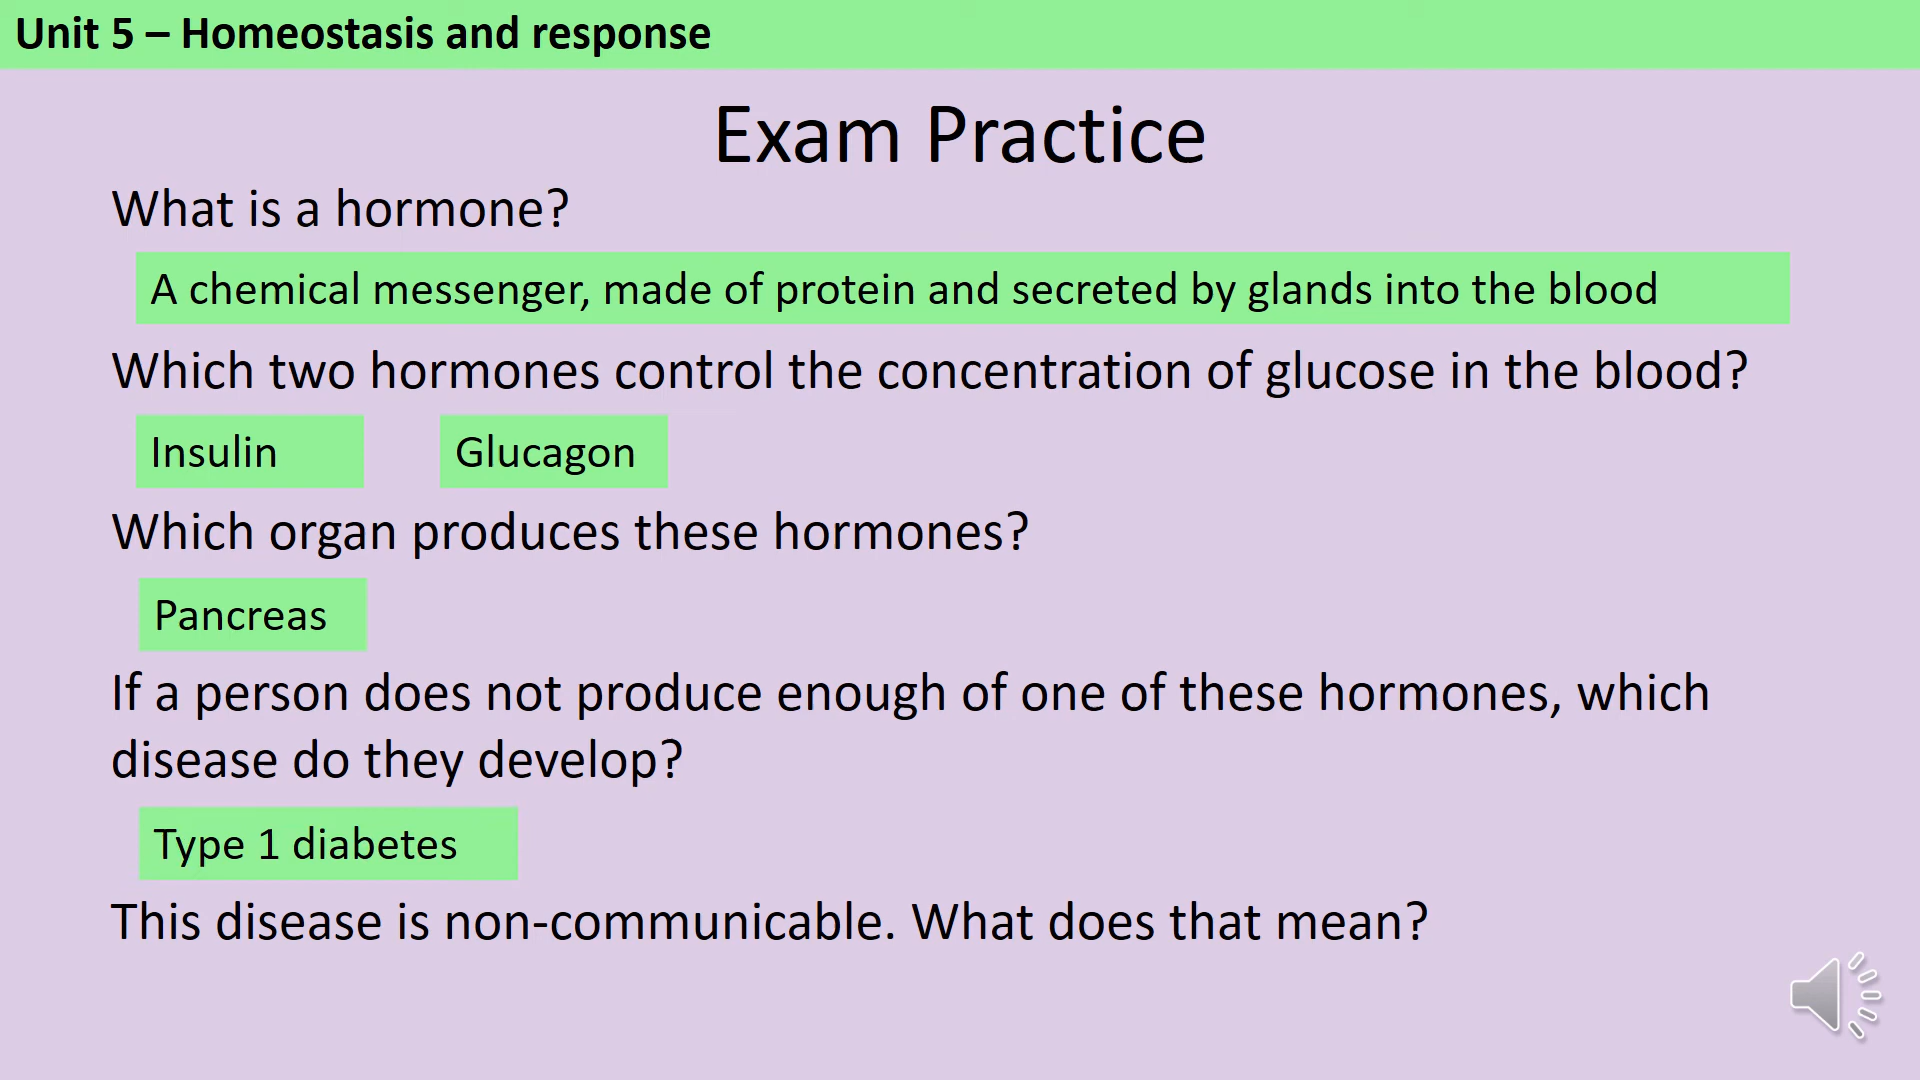 Unit 5 – Homeostasis and response
Exam Practice
What is a hormone?
A chemical messenger, made of protein and secreted by glands into the blood
Which two hormones control the concentration of glucose in the blood?
Insulin
Glucagon
Which organ produces these hormones?
Pancreas
If a person does not produce enough of one of these hormones, which
disease do they develop?
Type 1 diabetes
This disease is non-communicable. What does that mean?